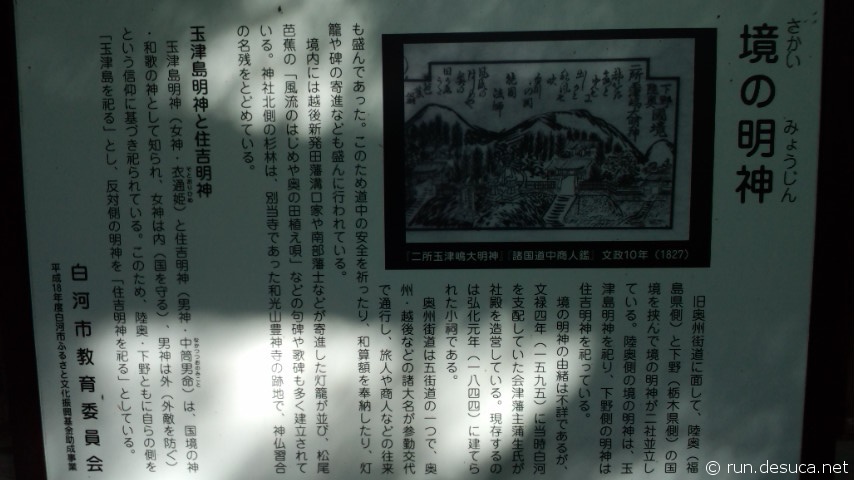 境の明神
さかい みょうじん
下野
陸奥
國境
「二所玉津嶋大明神」『諸国道中商人鑑』 文政10年(1827)
旧奥州街道に面して、陸奥(福
島県側)と下野(栃木県側)の国
境を挟んで境の明神が二社並立し
ている。陸奥側の境の明神は、玉
津島明神を祀り、下野側の明神は
住吉明神を祀っている。
境の明神の由緒は不詳であるが、
文禄四年(一五九五)に当時白河
を支配していた会津藩主蒲生氏が
社殿を造営している。現存するの
は弘化元年(一八四四)に建てら
れた小祠である。
奥州街道は五街道の一つで、奥
州・越後などの諸大名が参勤交代
で通行し、旅人や商人などの往来
も盛んであった。このため道中の安全を祈ったり、和算額を奉納したり、灯
籠や碑の寄進なども盛んに行われている。
境内には越後新発田藩溝口家や南部藩士などが寄進した灯籠が並び、松尾
芭蕉の「風流のはじめや奥の田植え唄」などの句碑や歌碑も多く建立されて
いる。神社北側の杉林は、別当寺であった和光山豊神寺の跡地で、神仏習合
の名残をとどめている。
玉津島明神と住吉明神
玉津島明神(女神・衣通姫)と住吉明神(男神・中筒男命)は、国境の神
・和歌の神として知られ、女神は内(国を守る)、男神は外(外敵を防ぐ)
という信仰に基づき祀られている。このため、陸奥・下野ともに自らの側を
「玉津島を祀る」とし、反対側の明神を「住吉明神を祀る」としている。
白河市教育委員会
平成18年度白河市ふるさと文化振興基金助成事業
© run.desuca.net